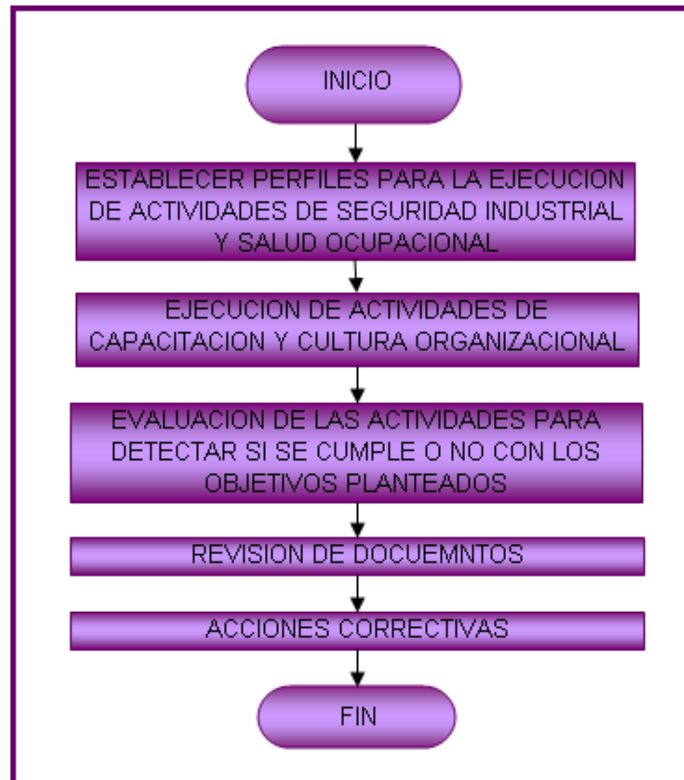 INICIO
ESTABLECER PERFILES PARA LA EJECUCION
DE ACTIVIDADES DE SEGURIDAD INDUSTRIAL
Y SALUD OCUPACIONAL
EJECUCION DE ACTIVIDADES DE
CAPACITACION Y CULTURA ORGANIZACIONAL
EVALUACION DE LAS ACTIVIDADES PARA
DETECTAR SI SE CUMPLE O NO CON LOS
OBJETIVOS PLANTEADOS
REVISION DE DOCUEMNTOS
ACCIONES CORRECTIVAS
FIN